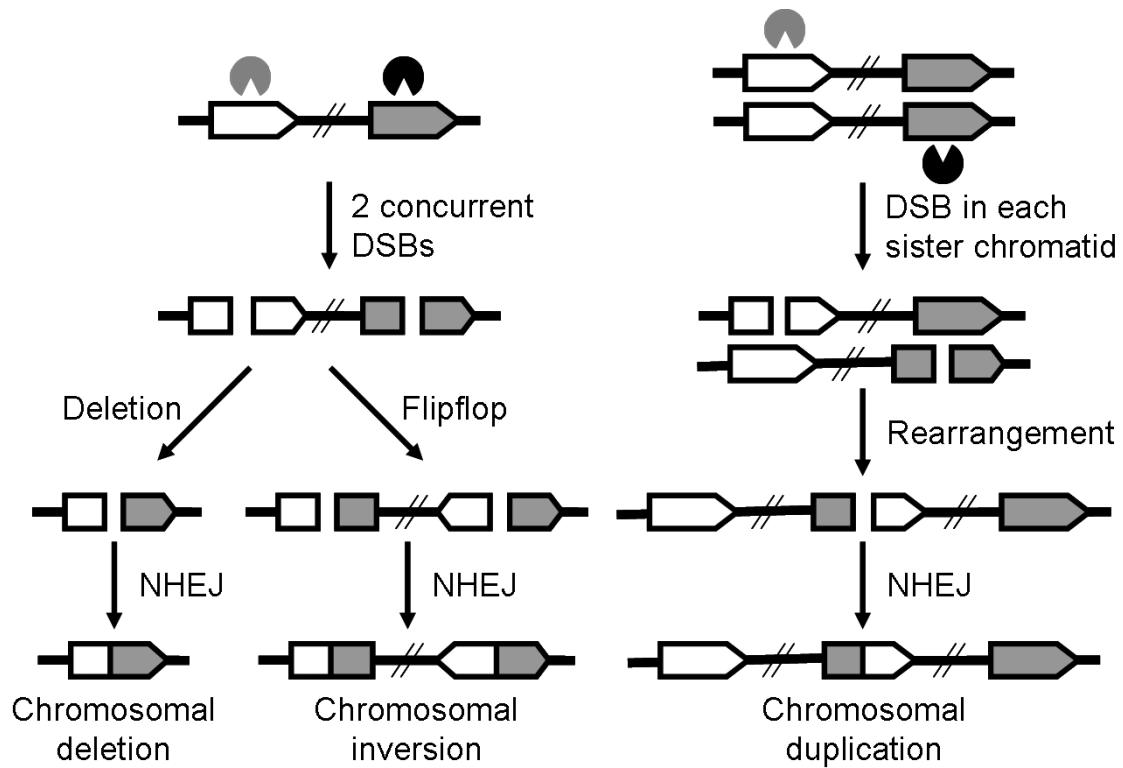 2 concurrent
DSBs
DSB in each
sister chromatid
Deletion
Flipflop
Rearrangement
NHEJ
NHEJ
NHEJ
Chromosomal
deletion
Chromosomal
inversion
Chromosomal
duplication